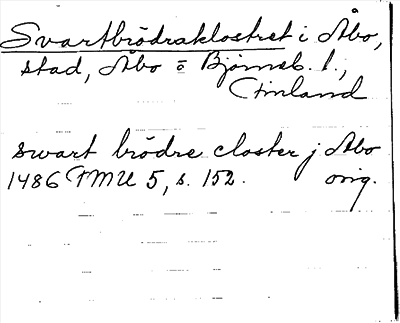 Svartbrödraklostret i Åbo,
stad, Åbo o Björneb. l.,
Finland
swart brödre closter j Åbo
1486 FMU 5, s. 152. orig.